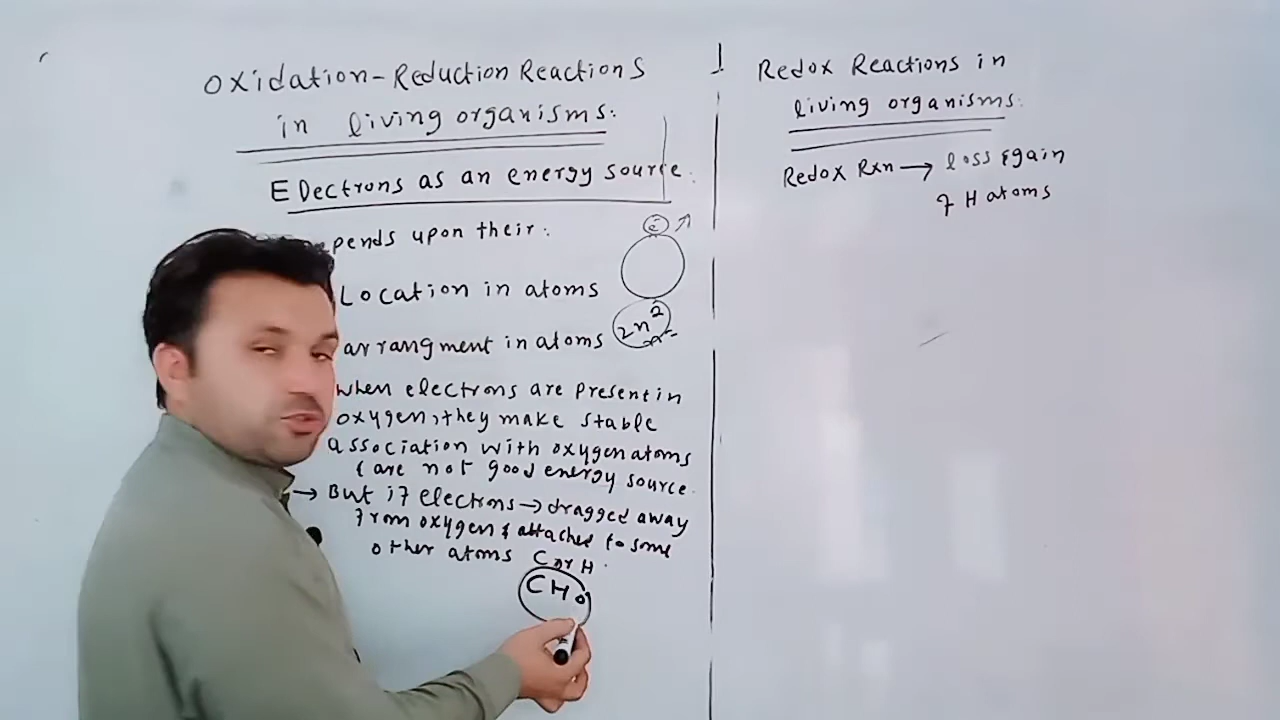 Oxidation-Reduction Reactions
in living organisms:
Electrons as an energy source.
pends upon their:
Location in atoms
arrangment in atoms
2n²
when electrons are present in
oxygen, they make stable
association with oxygen atoms
& are not good energy source.
→ But if electrons → dragged away
from oxygen & attached to some
other atoms C or H.
CHO
Redox Reactions in
living organisms:
Redox Rxn → loss & gain
of H atoms